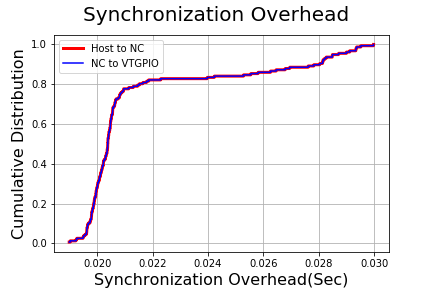 Synchronization Overhead
Host to NC
NC to VTGPIO
Cumulative Distribution
1.0
0.8
0.6
0.4
0.2
0.0
0.020 0.022 0.024 0.026 0.028 0.030
Synchronization Overhead(Sec)